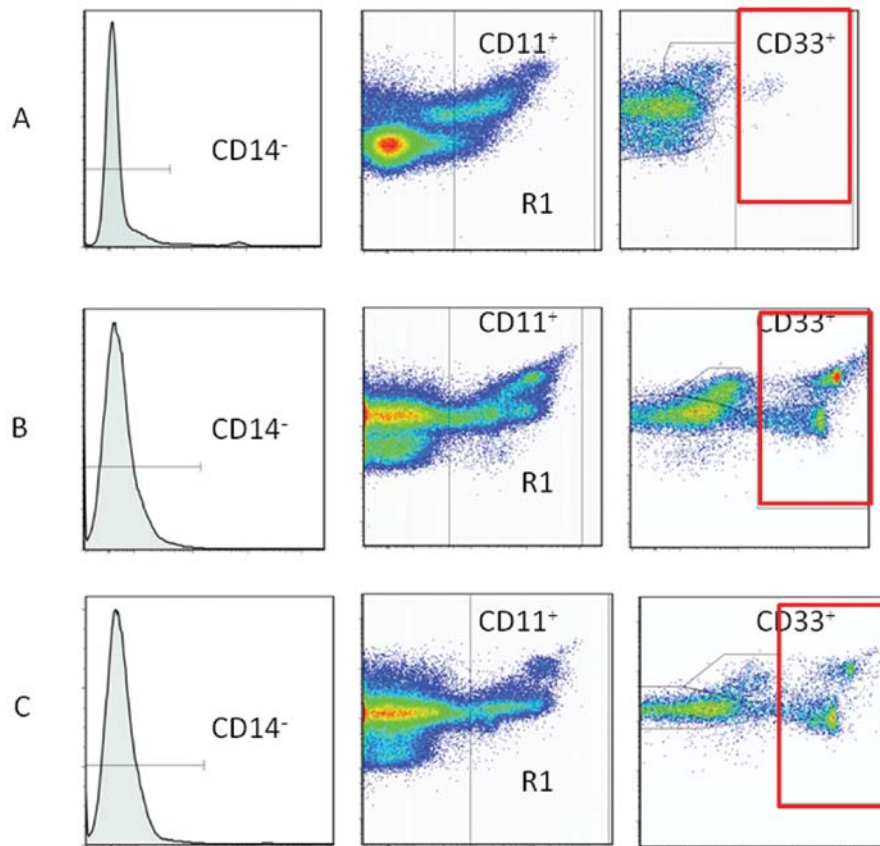 CD11⁺
CD33⁺
A
CD14⁻
R1
CD11⁺
CD33⁺
B
CD14⁻
R1
CD11⁺
CD33⁺
C
CD14⁻
R1